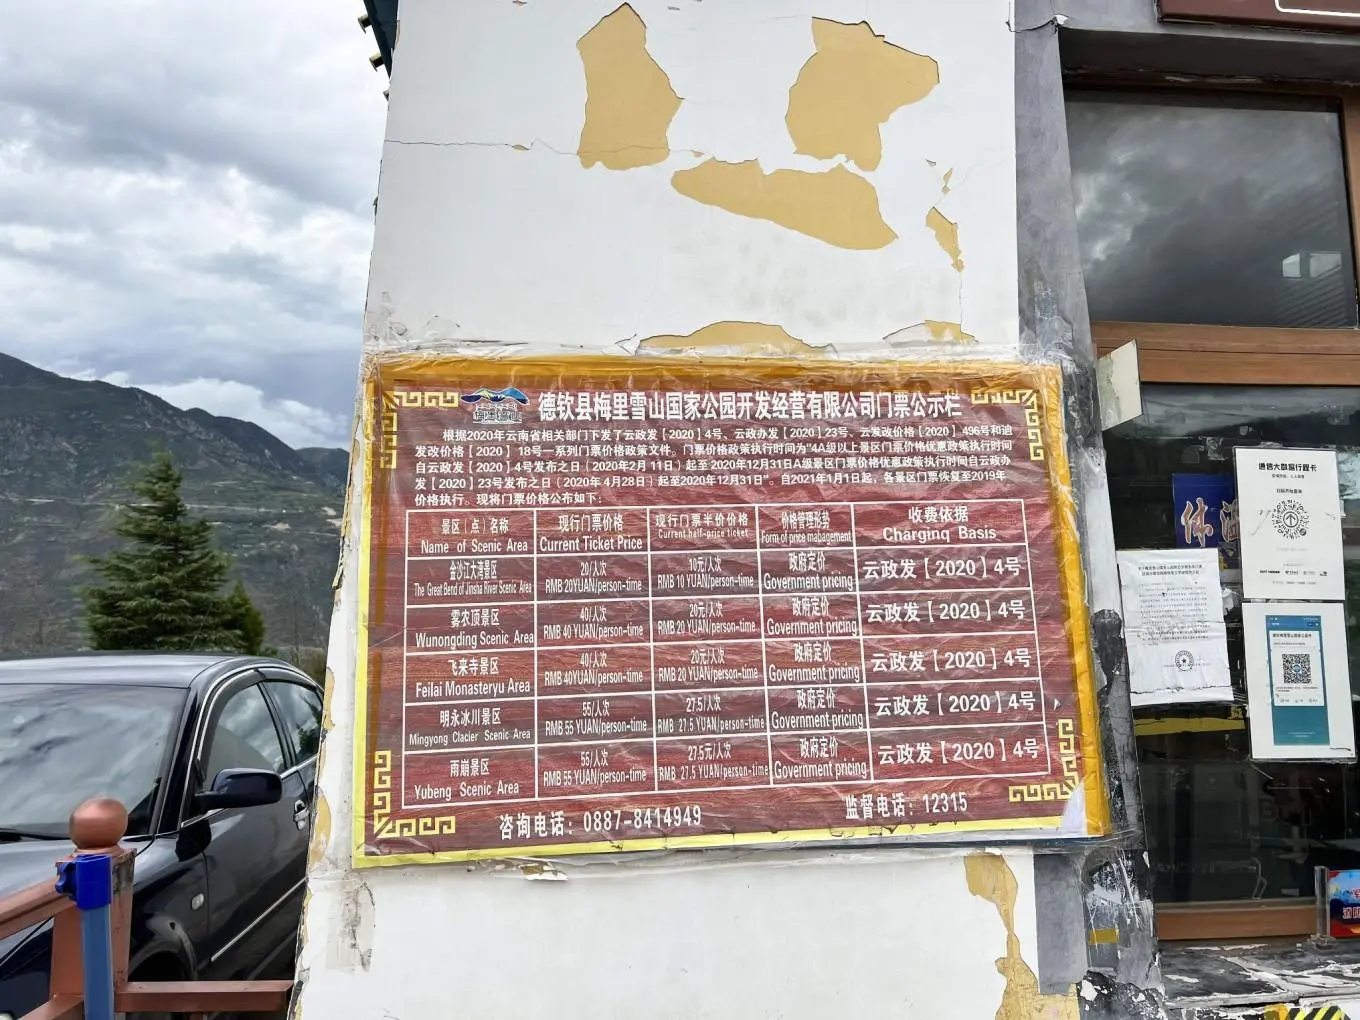 德钦县梅里雪山国家公园开发经营有限公司门票公示栏
根据2020年云南省相关部门下发了云政发【2020】4号、云政办发【2020】23号、云发改价格【2020】496号和迪
发改价格【2020】18号一系列门票价格政策文件。门票价格政策执行时间为"4A级以上景区门票价格优惠政策执行时间
自云政发【2020】4号发布之日（2020年2月11日）起至2020年12月31日A级景区门票价格优惠政策执行时间自云政办
发【2020】23号发布之日（2020年4月28日）起至2020年12月31日"。自2021年1月1日起，各景区门票恢复至2019年
价格执行。现将门票价格公布如下：
景区（点）名称 现行门票价格 现行门票半价价格 价格管理形势 收费依据
Name of Scenic Area Current Ticket Price Current half-price ticket Form of price mabagement Charginq Basis
金沙江大湾景区 20/人次 10元/人次 政府定价 云政发【2020】4号
The Great Bend of Jinsha River Scenic Area RMB 20YUAN/person-time RMB 10 YUAN/person-time Government pricing
雾农顶景区 40/人次 20元/人次 政府定价 云政发【2020】4号
Wunongding Scenic Area RMB 40 YUAN/person-time RMB 20 YUAN/person-time Government pricing
飞来寺景区 40/人次 20元/人次 政府定价 云政发【2020】4号
Feilai Monasteryu Area RMB 40YUAN/person-time RMB 20 YUAN/person-time Government pricing
明永冰川景区 55/人次 27.5/人次 政府定价 云政发【2020】4号
Mingyong Clacier Scenic Area RMB 55 YUAN/person-time RMB 27.5 YUAN/person-time Government pricing
雨崩景区 55/人次 27.5元/人次 政府定价 云政发【2020】4号
Yubeng Scenic Area RMB 55 YUAN/person-time RMB 27.5 YUAN/person-time Government pricing
咨询电话：0887-8414949 监督电话：12315
通信大数据行程卡